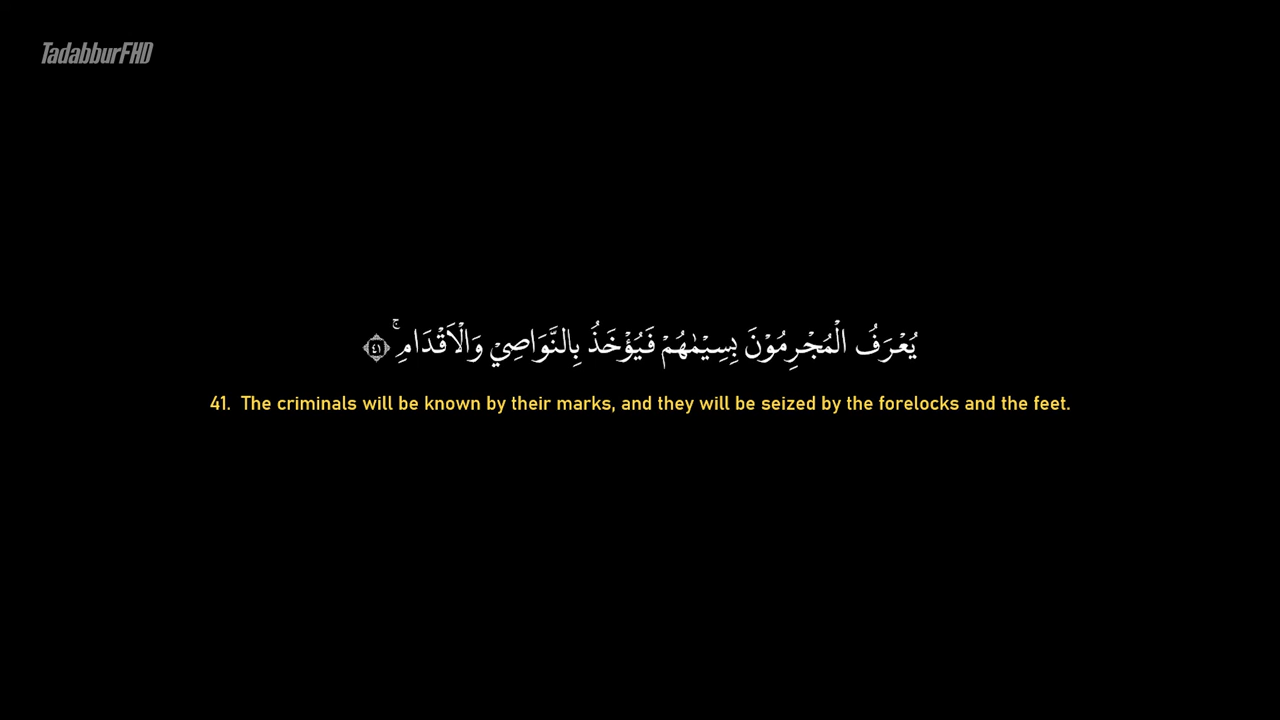 TadabburFHD
يُعْرَفُ الْمُجْرِمُوْنَ بِسِيْمٰهُمْ فَيُؤْخَذُ بِالنَّوَاصِيْ وَالْاَقْدَامِۚ ٤١
41. The criminals will be known by their marks, and they will be seized by the forelocks and the feet.